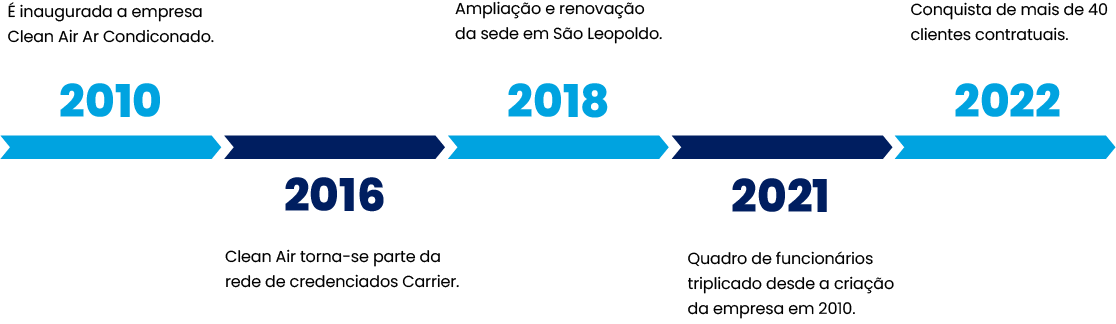 É inaugurada a empresa
Clean Air Ar Condiconado.
2010
2016
Clean Air torna-se parte da
rede de credenciados Carrier.
Ampliação e renovação
da sede em São Leopoldo.
2018
2021
Quadro de funcionários
triplicado desde a criação
da empresa em 2010.
Conquista de mais de 40
clientes contratuais.
2022